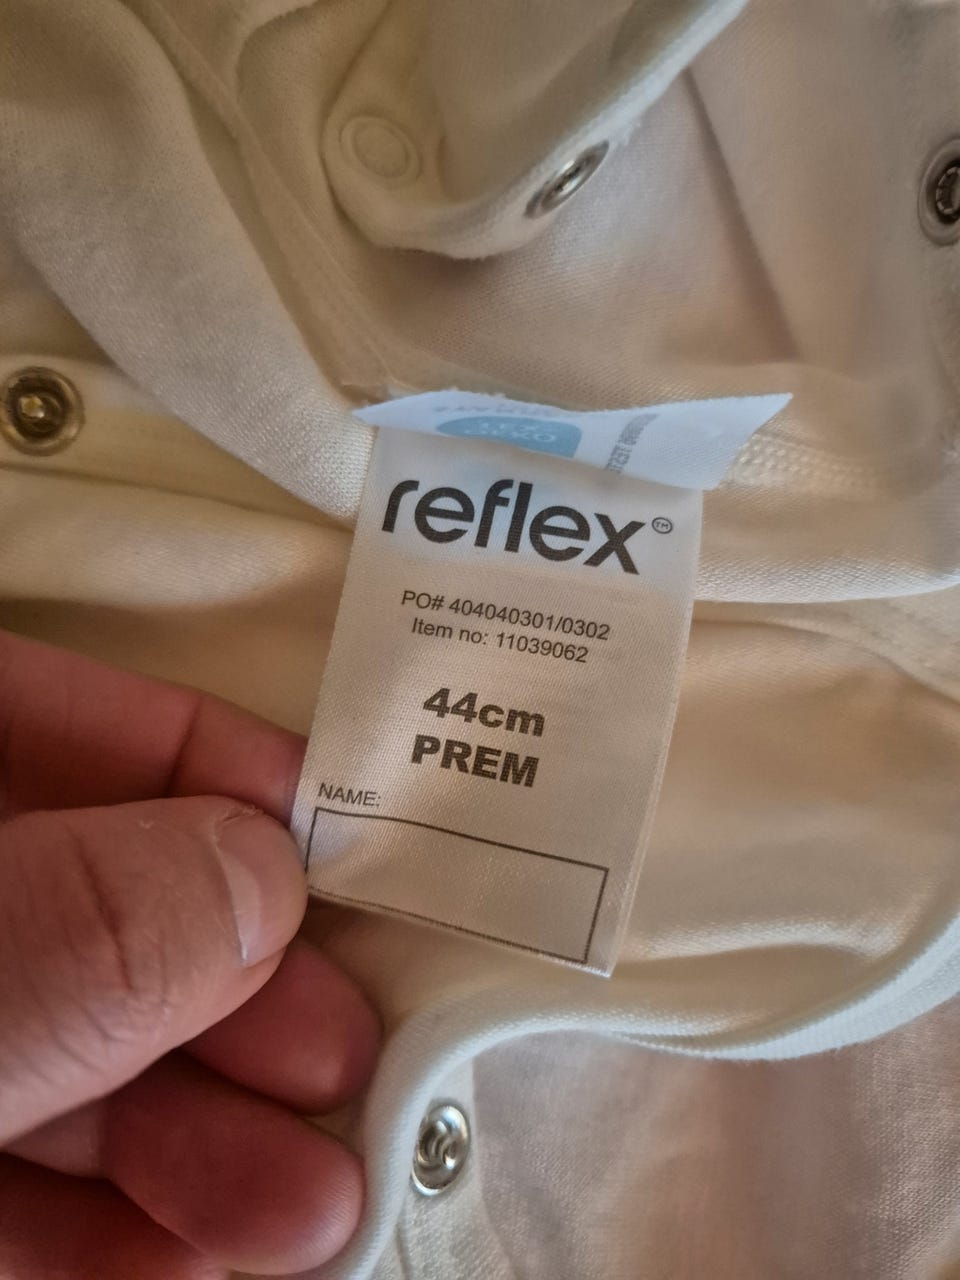 reflex™
PO# 404040301/0302
Item no: 11039062
44cm
PREM
NAME: